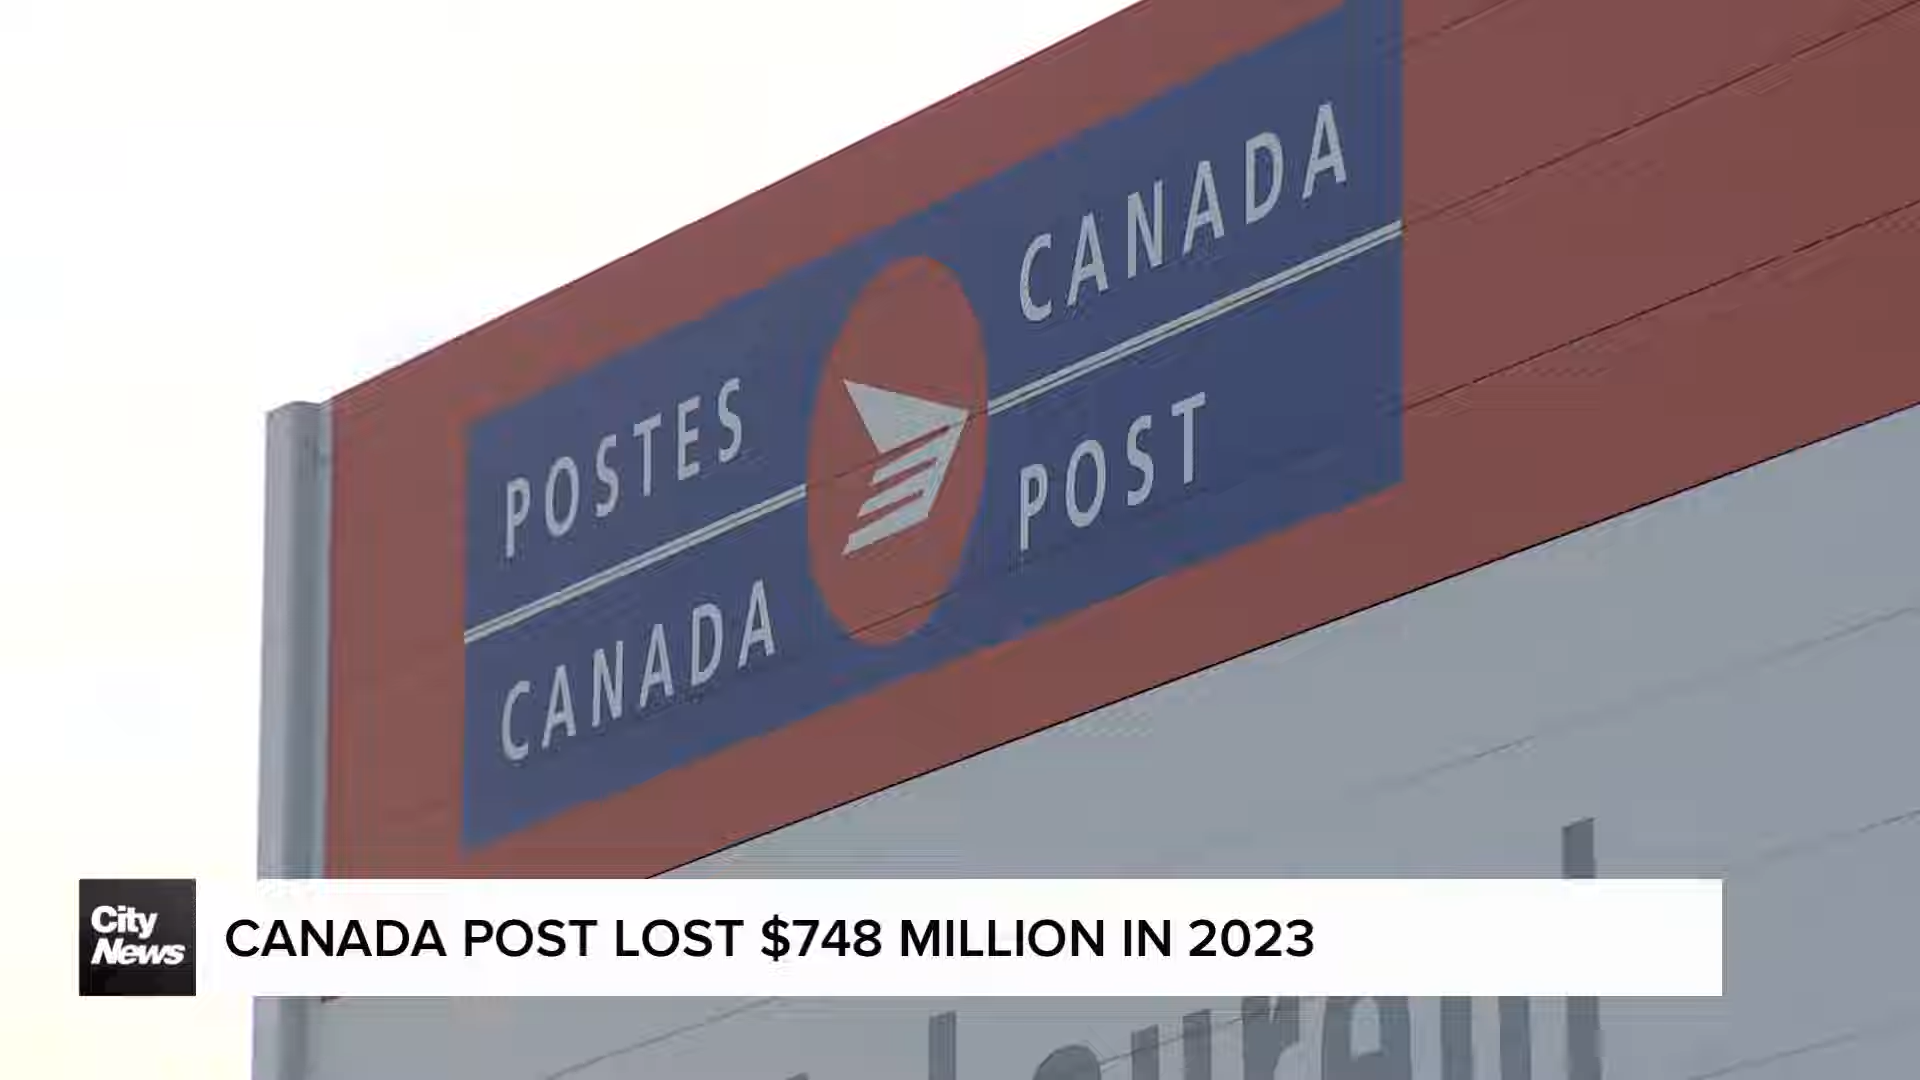 POSTES
CANADA
CANADA
POST
City
News
CANADA POST LOST $748 MILLION IN 2023